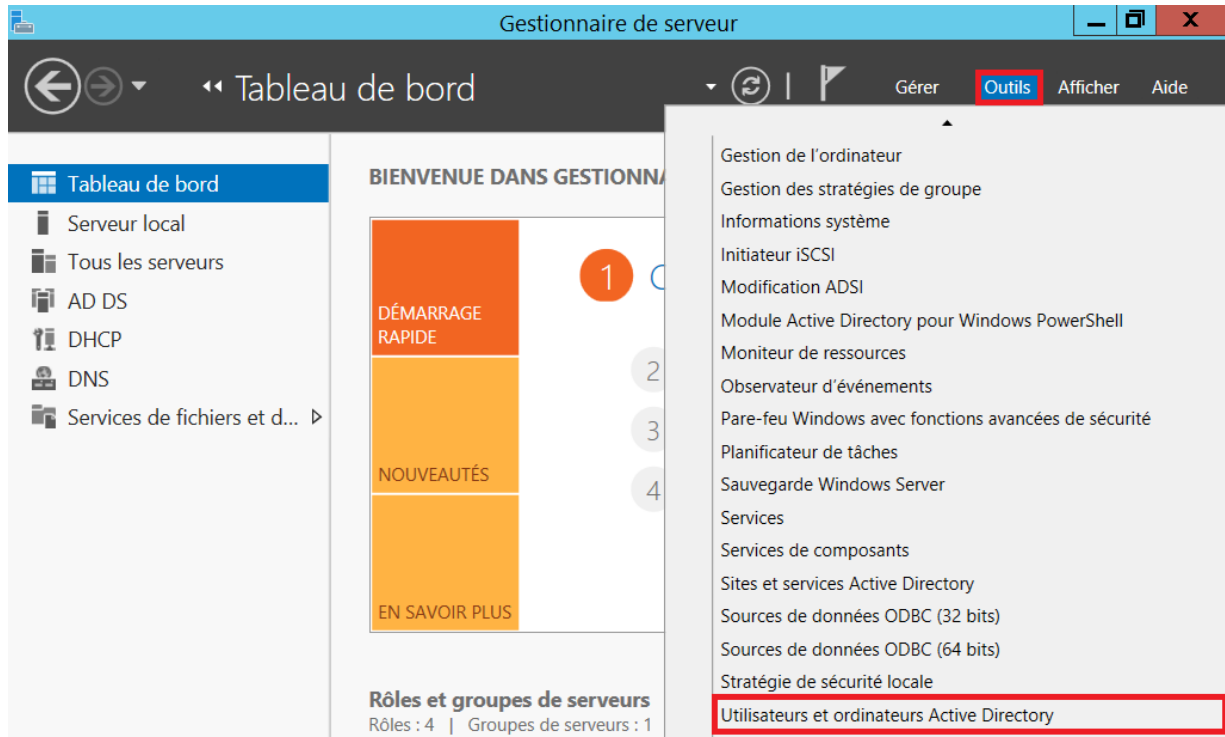 Gestionnaire de serveur
Tableau de bord
Gérer
Outils
Afficher
Aide
Tableau de bord
Serveur local
Tous les serveurs
AD DS
DHCP
DNS
Services de fichiers et d...
BIENVENUE DANS GESTIONNA
DÉMARRAGE
RAPIDE
NOUVEAUTÉS
EN SAVOIR PLUS
1
2
3
4
Rôles et groupes de serveurs
Rôles : 4 | Groupes de serveurs : 1
Gestion de l'ordinateur
Gestion des stratégies de groupe
Informations système
Initiateur iSCSI
Modification ADSI
Module Active Directory pour Windows PowerShell
Moniteur de ressources
Observateur d'événements
Pare-feu Windows avec fonctions avancées de sécurité
Planificateur de tâches
Sauvegarde Windows Server
Services
Services de composants
Sites et services Active Directory
Sources de données ODBC (32 bits)
Sources de données ODBC (64 bits)
Stratégie de sécurité locale
Utilisateurs et ordinateurs Active Directory